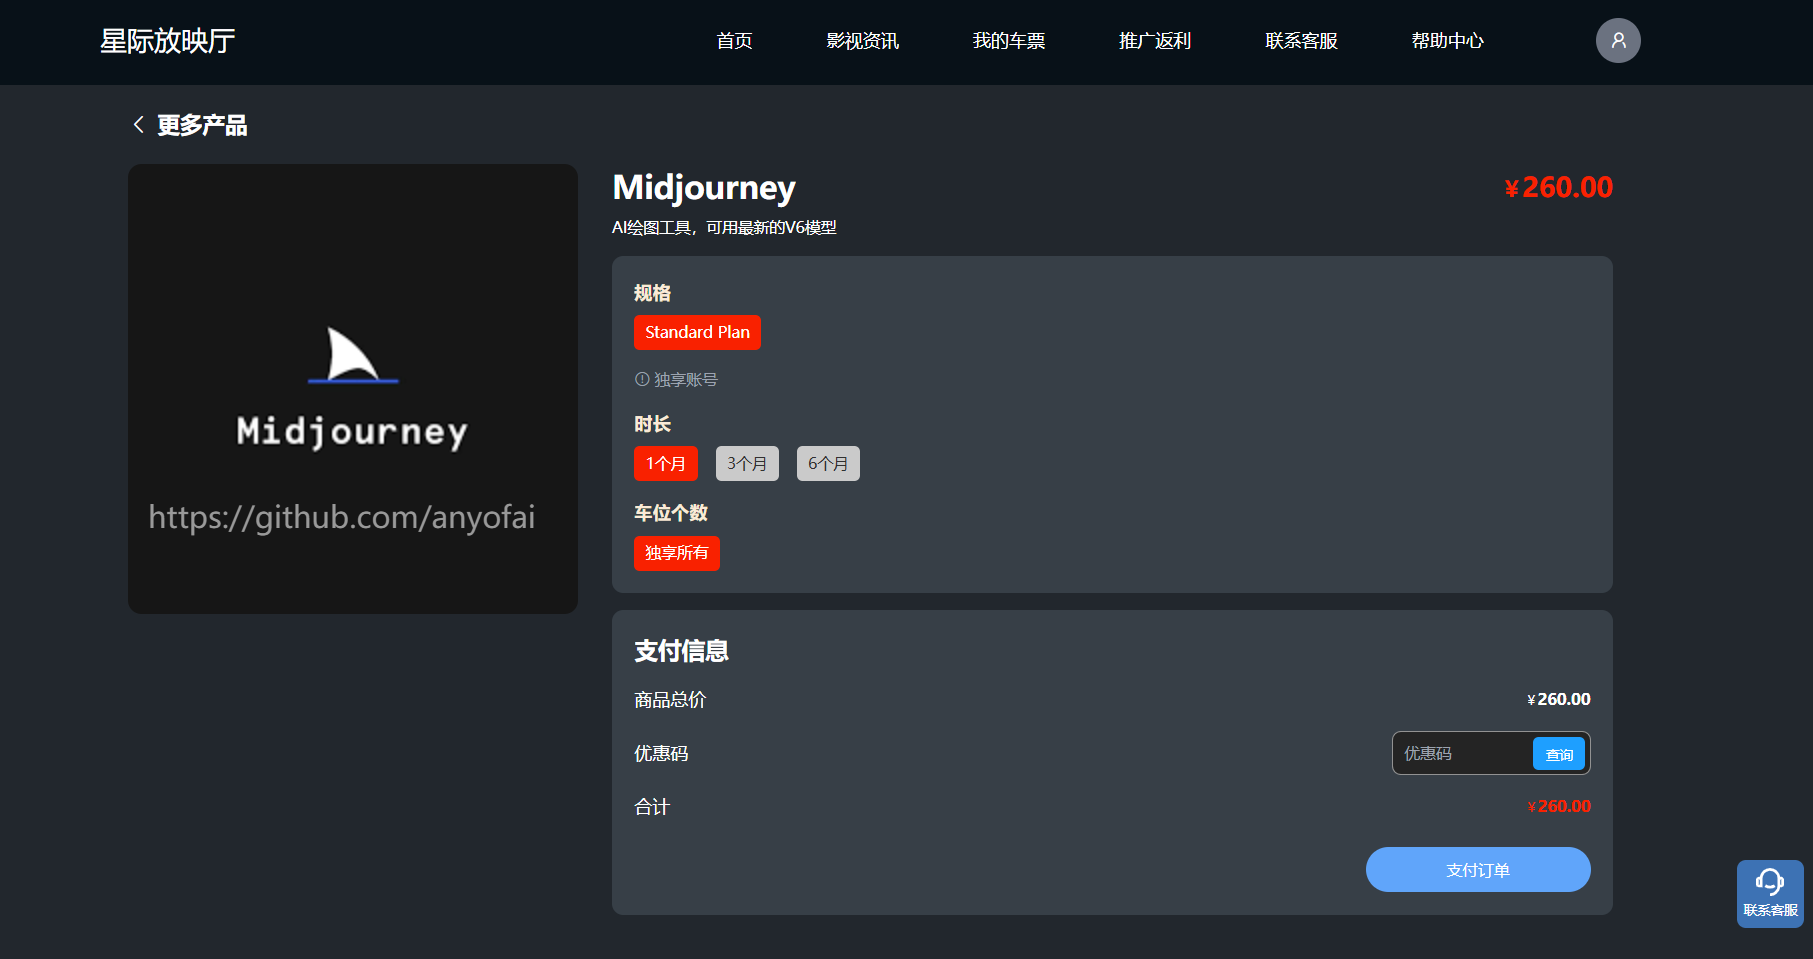 星际放映厅
首页
影视资讯
我的车票
推广返利
联系客服
帮助中心
更多产品
Midjourney
https://github.com/anyofai
Midjourney
¥260.00
AI绘图工具，可用最新的V6模型
规格
Standard Plan
独享账号
时长
1个月
3个月
6个月
车位个数
独享所有
支付信息
商品总价
¥260.00
优惠码
优惠码
查询
合计
¥260.00
支付订单
联系客服